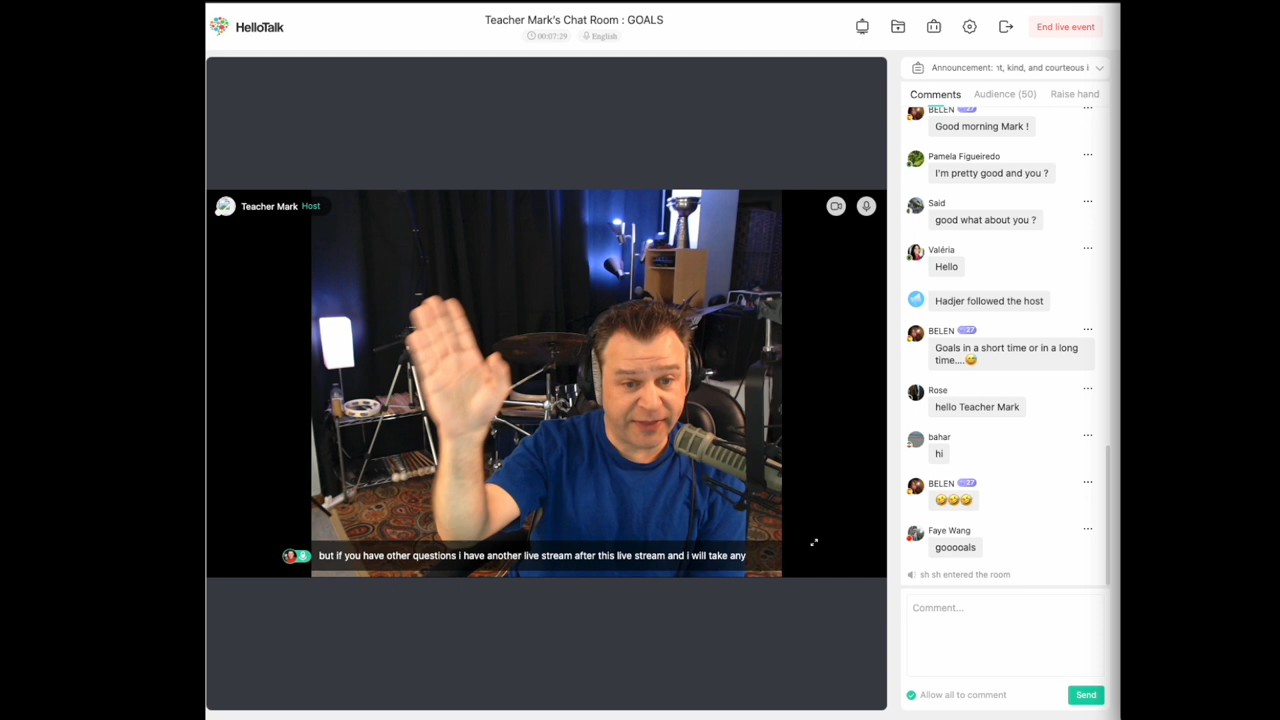 HelloTalk
Teacher Mark's Chat Room : GOALS
00:07:29
English
End live event
Teacher Mark Host
but if you have other questions i have another live stream after this live stream and i will take any
Announcement: ıt, kind, and courteous i
Comments
Audience (50)
Raise hand
BELEN 27
Good morning Mark !
Pamela Figueiredo
I'm pretty good and you ?
Said
good what about you ?
Valéria
Hello
Hadjer followed the host
BELEN 27
Goals in a short time or in a long
time....😅
Rose
hello Teacher Mark
bahar
hi
BELEN 27
🤣🤣🤣
Faye Wang
gooooals
sh sh entered the room
Comment...
Allow all to comment
Send